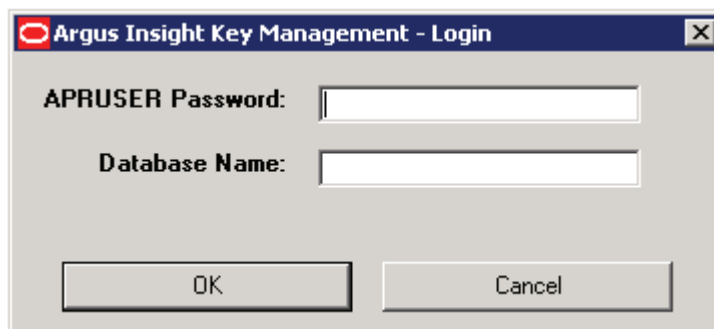 Argus Insight Key Management - Login
APRUSER Password:
Database Name:
OK Cancel